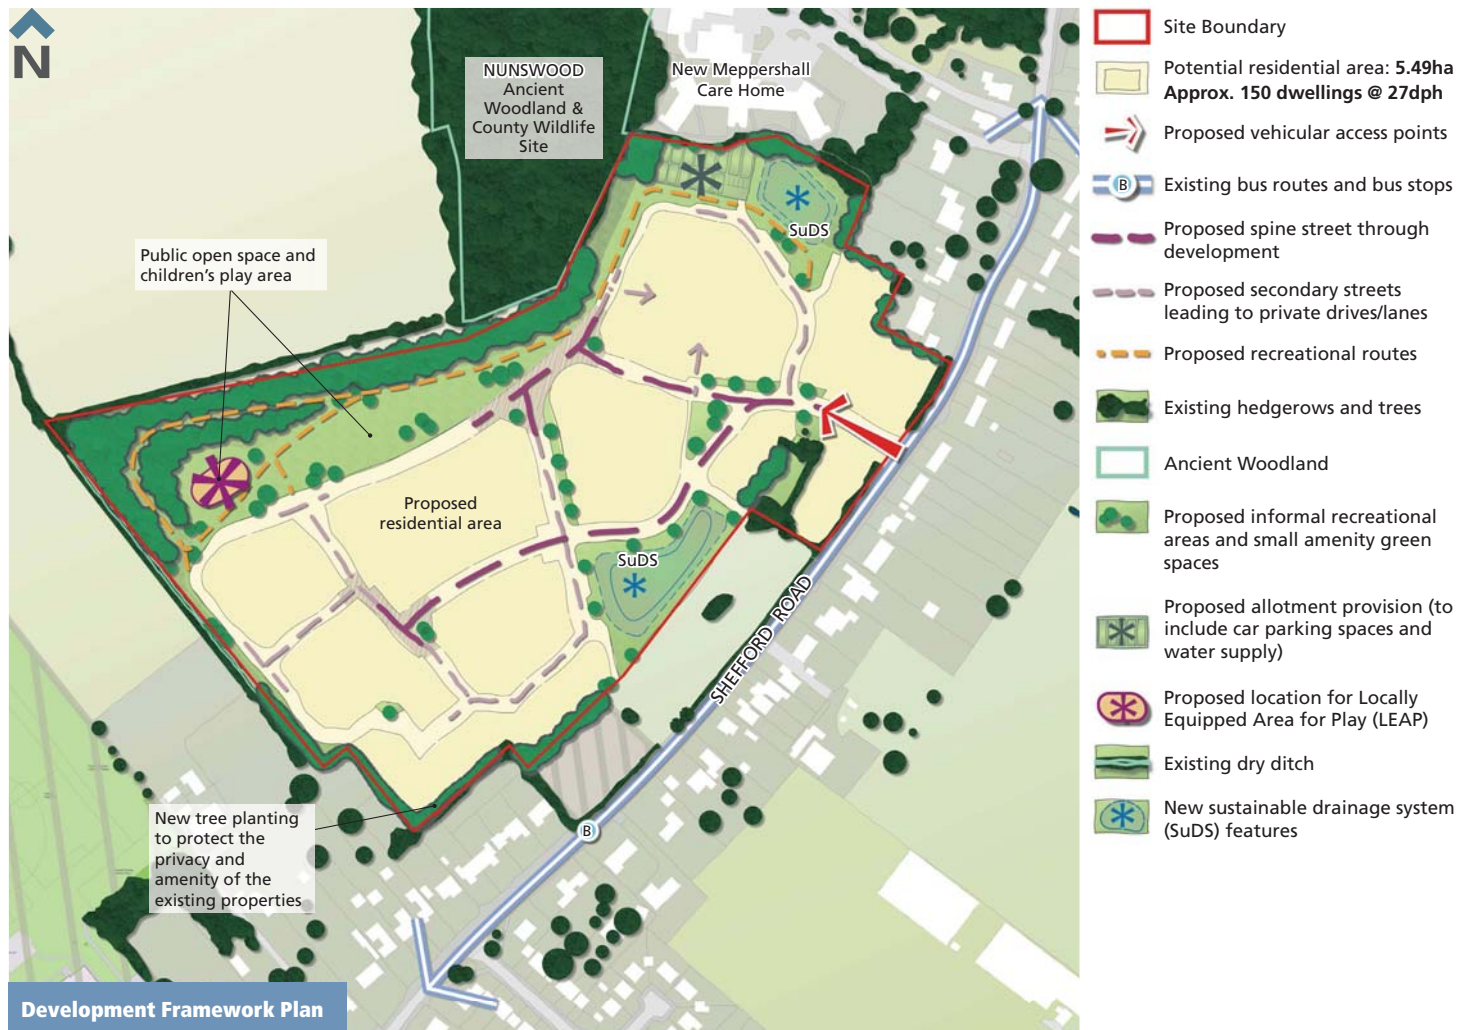 N
NUNSWOOD
Ancient
Woodland &
County Wildlife
Site
New Meppershall
Care Home
SuDS
Public open space and
children's play area
Proposed
residential area
SuDS
SHEFFORD ROAD
New tree planting
to protect the
privacy and
amenity of the
existing properties
B
Development Framework Plan
Site Boundary
Potential residential area: 5.49ha
Approx. 150 dwellings @ 27dph
Proposed vehicular access points
B
Existing bus routes and bus stops
Proposed spine street through
development
Proposed secondary streets
leading to private drives/lanes
Proposed recreational routes
Existing hedgerows and trees
Ancient Woodland
Proposed informal recreational
areas and small amenity green
spaces
Proposed allotment provision (to
include car parking spaces and
water supply)
Proposed location for Locally
Equipped Area for Play (LEAP)
Existing dry ditch
New sustainable drainage system
(SuDS) features